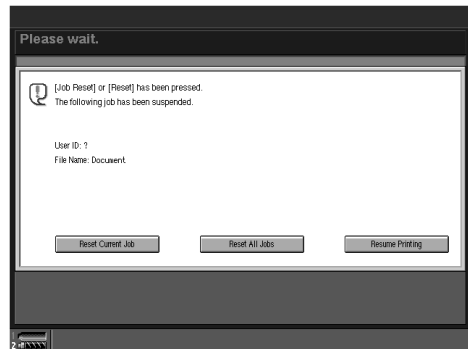 Please wait.
[Job Reset] or [Reset] has been pressed.
The following job has been suspended.
User ID: ?
File Name: Document
Reset Current Job
Reset All Jobs
Resume Printing